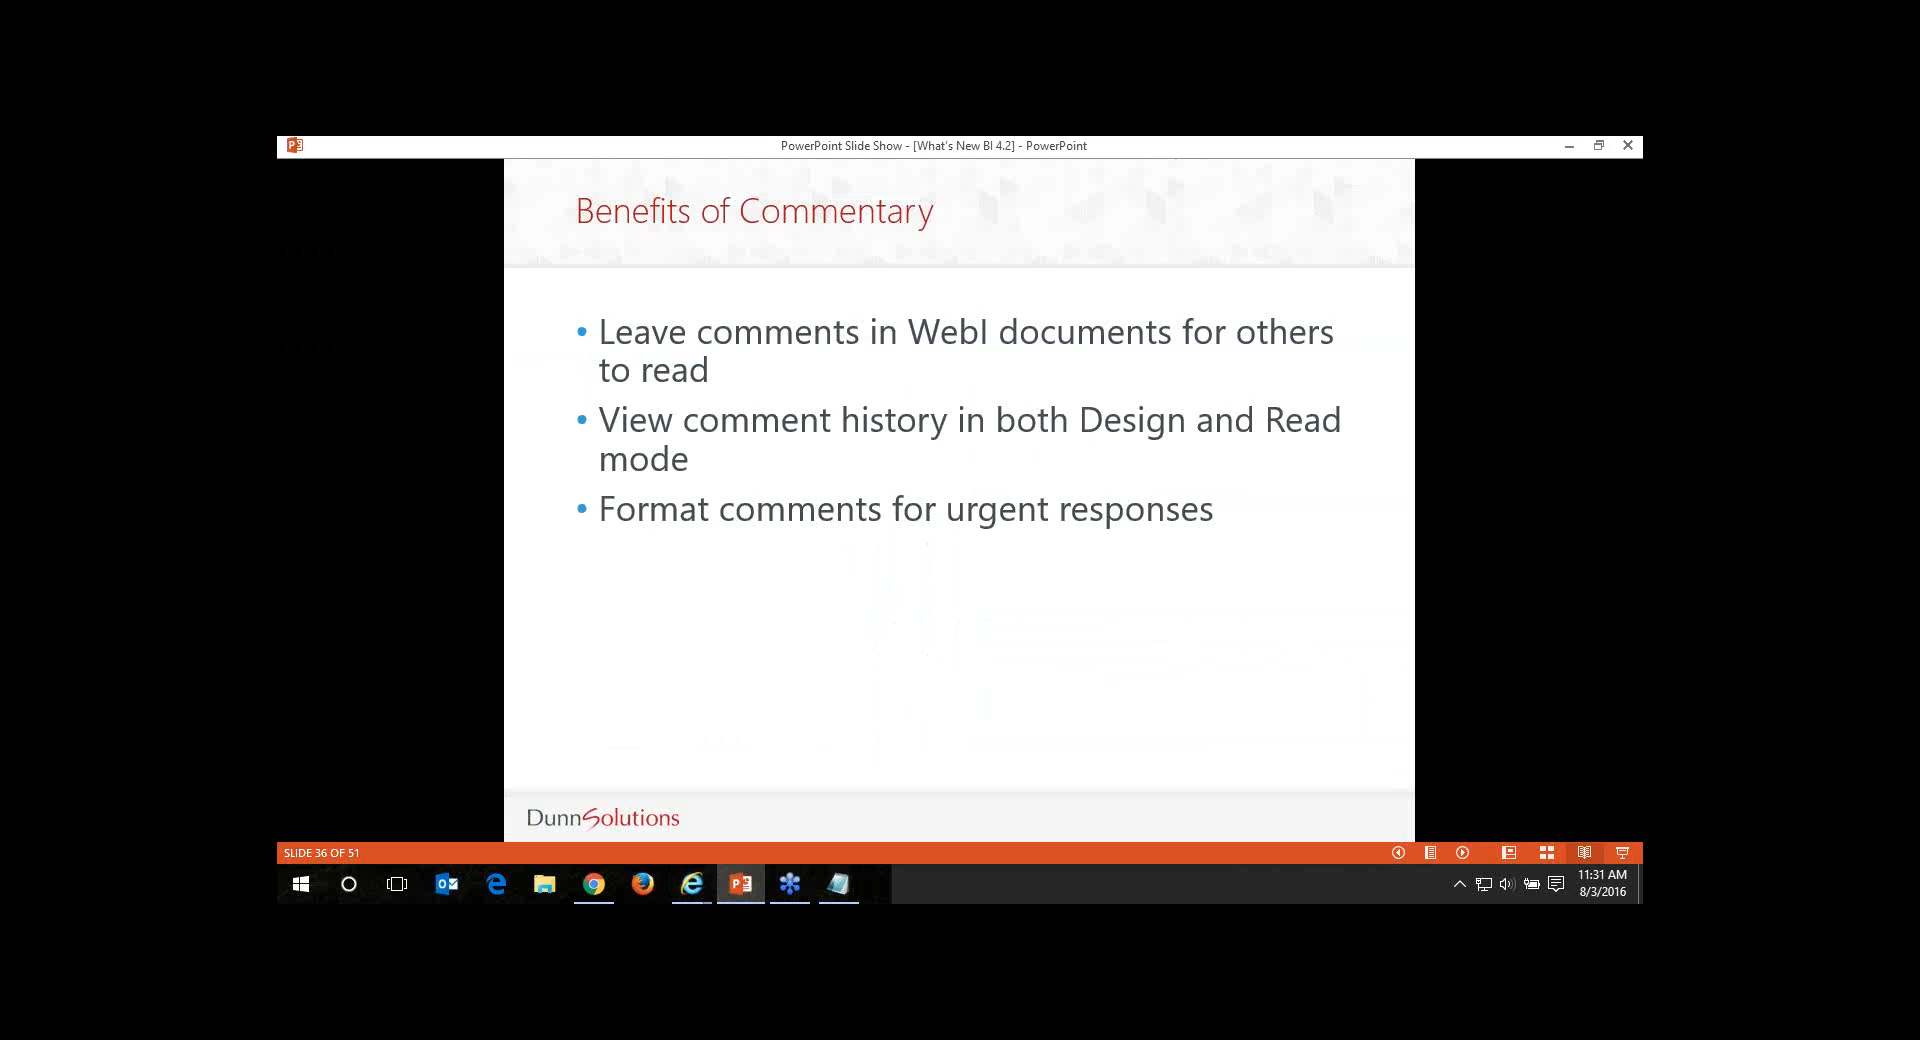 PowerPoint Slide Show - [What's New BI 4.2] - PowerPoint
Benefits of Commentary
• Leave comments in WebI documents for others
to read
• View comment history in both Design and Read
mode
• Format comments for urgent responses
DunnSolutions
SLIDE 36 OF 51
11:31 AM
8/3/2016